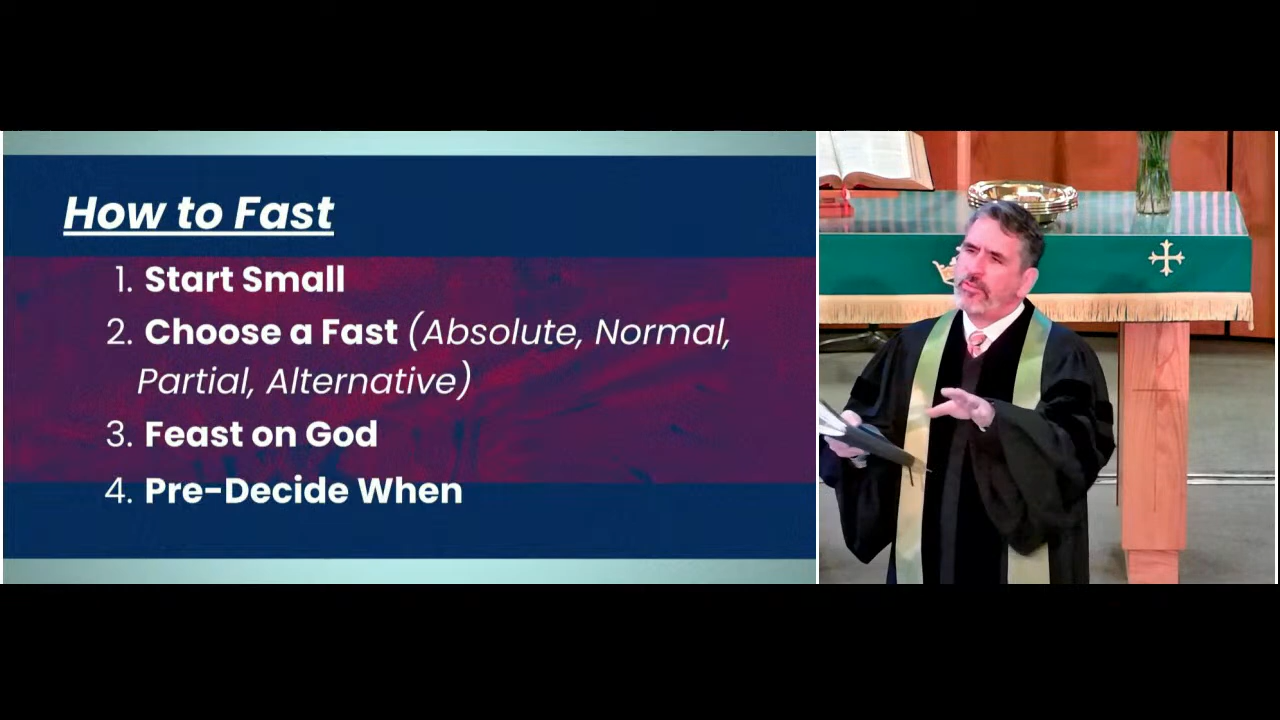 How to Fast
1. Start Small
2. Choose a Fast (Absolute, Normal,
Partial, Alternative)
3. Feast on God
4. Pre-Decide When